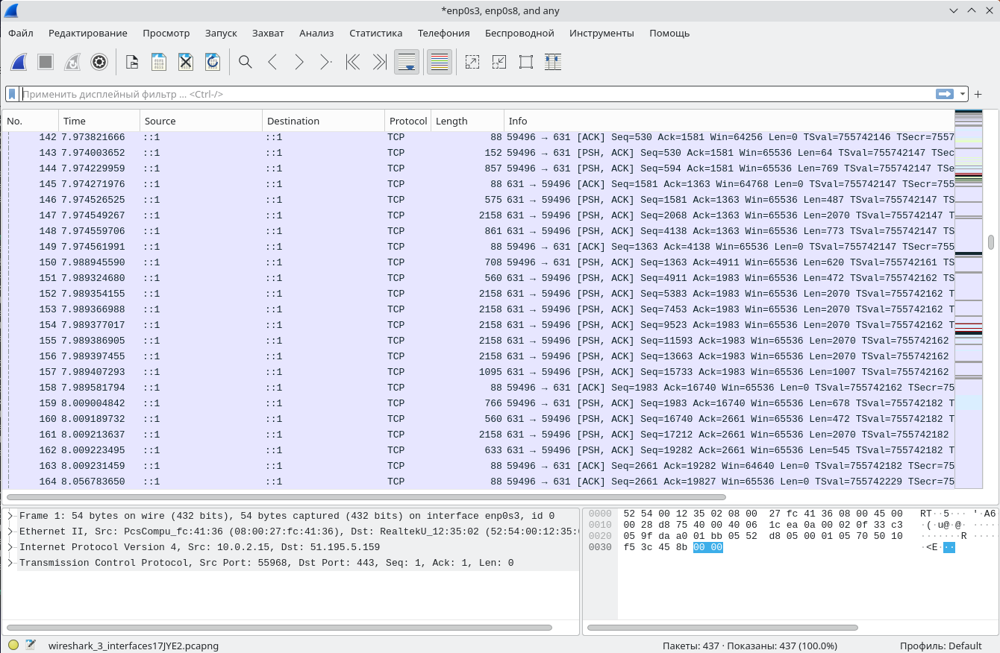 *enp0s3, enp0s8, and any
Файл Редактирование Просмотр Запуск Захват Анализ Статистика Телефония Беспроводной Инструменты Помощь
Применить дисплейный фильтр ... <Ctrl-/>
No. Time Source Destination Protocol Length Info
142 7.973821666 ::1 ::1 TCP 88 59496 → 631 [ACK] Seq=530 Ack=1581 Win=64256 Len=0 TSval=755742146 TSecr=7557
143 7.974003652 ::1 ::1 TCP 152 59496 → 631 [PSH, ACK] Seq=530 Ack=1581 Win=65536 Len=64 TSval=755742147 TSec
144 7.974229959 ::1 ::1 TCP 857 59496 → 631 [PSH, ACK] Seq=594 Ack=1581 Win=65536 Len=769 TSval=755742147 TSe
145 7.974271976 ::1 ::1 TCP 88 631 → 59496 [ACK] Seq=1581 Ack=1363 Win=64768 Len=0 TSval=755742147 TSecr=755
146 7.974526525 ::1 ::1 TCP 575 631 → 59496 [PSH, ACK] Seq=1581 Ack=1363 Win=65536 Len=487 TSval=755742147 TS
147 7.974549267 ::1 ::1 TCP 2158 631 → 59496 [PSH, ACK] Seq=2068 Ack=1363 Win=65536 Len=2070 TSval=755742147 T
148 7.974559706 ::1 ::1 TCP 861 631 → 59496 [PSH, ACK] Seq=4138 Ack=1363 Win=65536 Len=773 TSval=755742147 TS
149 7.974561991 ::1 ::1 TCP 88 59496 → 631 [ACK] Seq=1363 Ack=4138 Win=65536 Len=0 TSval=755742147 TSecr=755
150 7.988945590 ::1 ::1 TCP 708 59496 → 631 [PSH, ACK] Seq=1363 Ack=4911 Win=65536 Len=620 TSval=755742161 TS
151 7.989324680 ::1 ::1 TCP 560 631 → 59496 [PSH, ACK] Seq=4911 Ack=1983 Win=65536 Len=472 TSval=755742162 TS
152 7.989354155 ::1 ::1 TCP 2158 631 → 59496 [PSH, ACK] Seq=5383 Ack=1983 Win=65536 Len=2070 TSval=755742162 T
153 7.989366988 ::1 ::1 TCP 2158 631 → 59496 [PSH, ACK] Seq=7453 Ack=1983 Win=65536 Len=2070 TSval=755742162 T
154 7.989377017 ::1 ::1 TCP 2158 631 → 59496 [PSH, ACK] Seq=9523 Ack=1983 Win=65536 Len=2070 TSval=755742162 T
155 7.989386905 ::1 ::1 TCP 2158 631 → 59496 [PSH, ACK] Seq=11593 Ack=1983 Win=65536 Len=2070 TSval=755742162
156 7.989397455 ::1 ::1 TCP 2158 631 → 59496 [PSH, ACK] Seq=13663 Ack=1983 Win=65536 Len=2070 TSval=755742162
157 7.989407293 ::1 ::1 TCP 1095 631 → 59496 [PSH, ACK] Seq=15733 Ack=1983 Win=65536 Len=1007 TSval=755742162
158 7.989581794 ::1 ::1 TCP 88 59496 → 631 [ACK] Seq=1983 Ack=16740 Win=65536 Len=0 TSval=755742162 TSecr=75
159 8.009004842 ::1 ::1 TCP 766 59496 → 631 [PSH, ACK] Seq=1983 Ack=16740 Win=65536 Len=678 TSval=755742182 T
160 8.009189732 ::1 ::1 TCP 560 631 → 59496 [PSH, ACK] Seq=16740 Ack=2661 Win=65536 Len=472 TSval=755742182 T
161 8.009213637 ::1 ::1 TCP 2158 631 → 59496 [PSH, ACK] Seq=17212 Ack=2661 Win=65536 Len=2070 TSval=755742182
162 8.009223495 ::1 ::1 TCP 633 631 → 59496 [PSH, ACK] Seq=19282 Ack=2661 Win=65536 Len=545 TSval=755742182 T
163 8.009231459 ::1 ::1 TCP 88 59496 → 631 [ACK] Seq=2661 Ack=19282 Win=64640 Len=0 TSval=755742182 TSecr=75
164 8.056783650 ::1 ::1 TCP 88 59496 → 631 [ACK] Seq=2661 Ack=19827 Win=65536 Len=0 TSval=755742229 TSecr=75
Frame 1: 54 bytes on wire (432 bits), 54 bytes captured (432 bits) on interface enp0s3, id 0
Ethernet II, Src: PcsCompu_fc:41:36 (08:00:27:fc:41:36), Dst: RealtekU_12:35:02 (52:54:00:12:35:
Internet Protocol Version 4, Src: 10.0.2.15, Dst: 51.195.5.159
Transmission Control Protocol, Src Port: 55968, Dst Port: 443, Seq: 1, Ack: 1, Len: 0
0000 52 54 00 12 35 02 08 00 27 fc 41 36 08 00 45 00 RT··5··· '·A6
0010 00 28 d8 75 40 00 40 06 1c ea 0a 00 02 0f 33 c3 ·(·u@·@· ·····
0020 05 9f da a0 01 bb 05 52 d8 05 00 01 05 70 50 10 ·······R ·····
0030 f5 3c 45 8b 00 00 ·<E···
wireshark_3_interfaces17JYE2.pcapng
Пакеты: 437 · Показаны: 437 (100.0%)
Профиль: Default